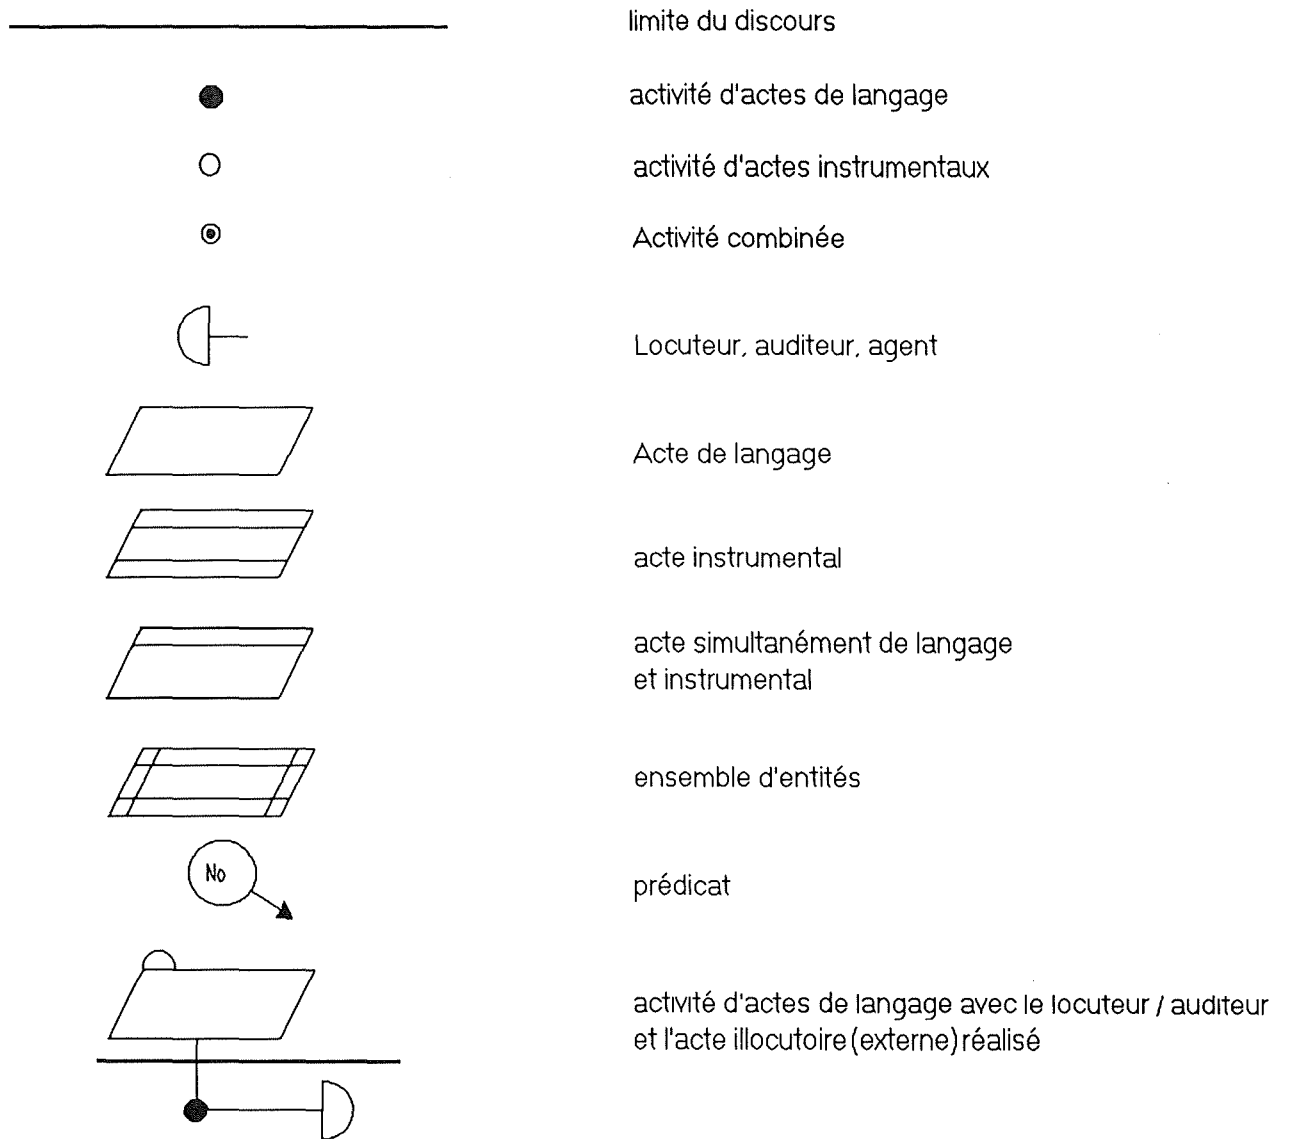 limite du discours
activité d'actes de langage
activité d'actes instrumentaux
Activité combinée
Locuteur, auditeur, agent
Acte de langage
acte instrumental
acte simultanément de langage
et instrumental
ensemble d'entités
No
prédicat
activité d'actes de langage avec le locuteur / auditeur
et l'acte illocutoire (externe) réalisé